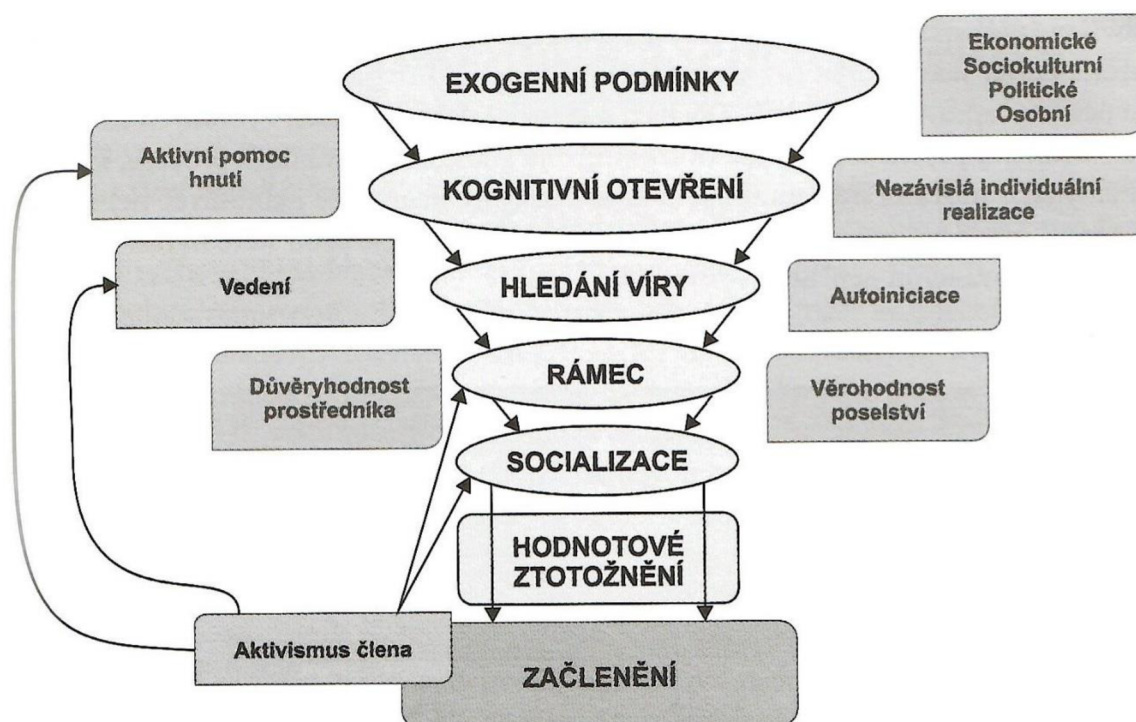 EXOGENNÍ PODMÍNKY
Ekonomické
Sociokulturní
Politické
Osobní
Aktivní pomoc
hnutí
KOGNITIVNÍ OTEVŘENÍ
Nezávislá individuální
realizace
Vedení
HLEDÁNÍ VÍRY
Autoiniciace
Důvěryhodnost
prostředníka
RÁMEC
Věrohodnost
poselství
SOCIALIZACE
HODNOTOVÉ
ZTOTOŽNĚNÍ
Aktivismus člena
ZAČLENĚNÍ